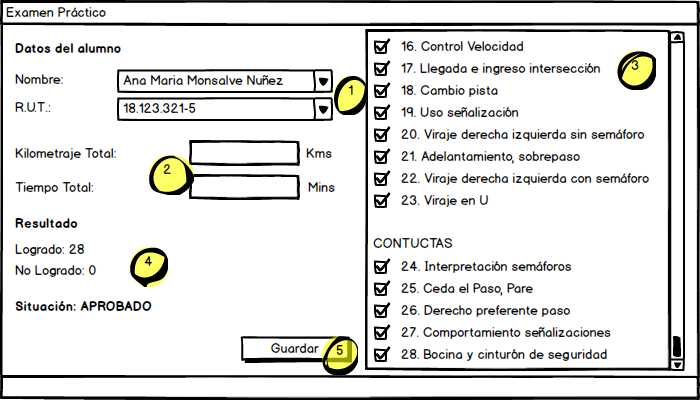 Examen Práctico
Datos del alumno
Nombre: Ana Maria Monsalve Nuñez
R.U.T.: 18.123.321-5
1
Kilometraje Total: Kms
2
Tiempo Total: Mins
Resultado
Logrado: 28
No Logrado: 0
4
Situación: APROBADO
Guardar
5
16. Control Velocidad
17. Llegada e ingreso intersección
3
18. Cambio pista
19. Uso señalización
20. Viraje derecha izquierda sin semáforo
21. Adelantamiento, sobrepaso
22. Viraje derecha izquierda con semáforo
23. Viraje en U
CONTUCTAS
24. Interpretación semáforos
25. Ceda el Paso, Pare
26. Derecho preferente paso
27. Comportamiento señalizaciones
28. Bocina y cinturón de seguridad